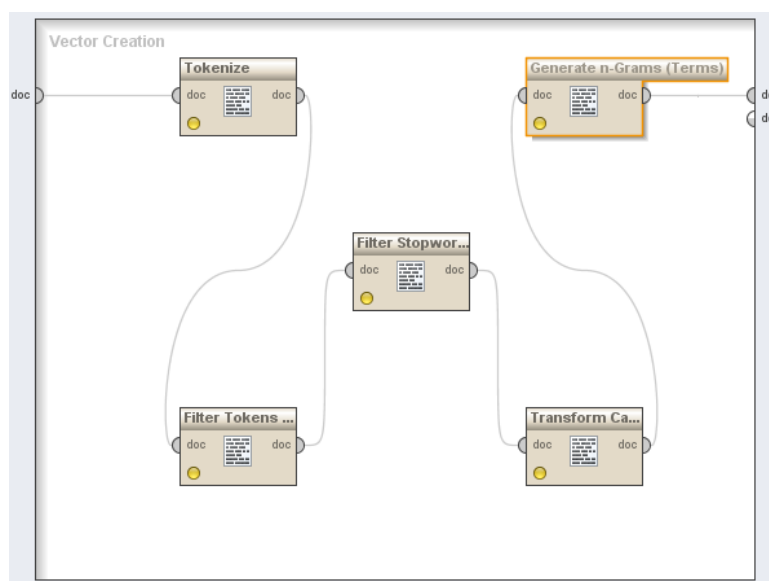 Vector Creation
Tokenize
Generate n-Grams (Terms)
doc
doc
doc
doc
doc
d
d
Filter Stopwor...
doc
doc
Filter Tokens ...
Transform Ca...
doc
doc
doc
doc